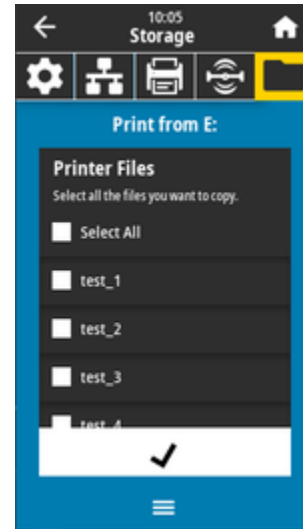 10:05
Storage
Print from E:
Printer Files
Select all the files you want to copy.
Select All
test_1
test_2
test_3
test_4